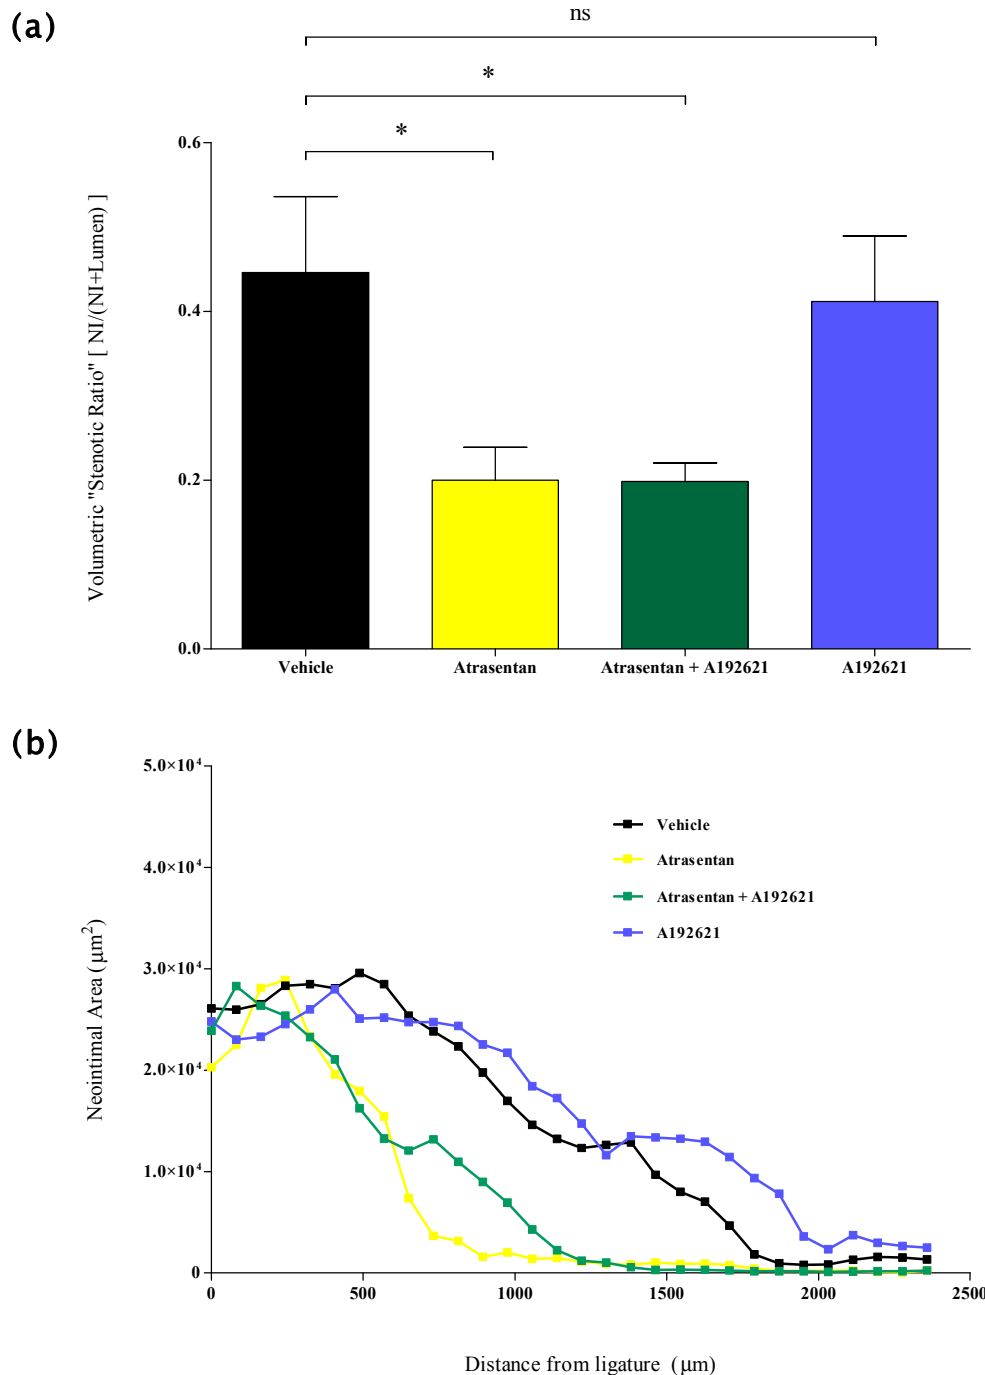 (a)
ns
*
*
Volumetric "Stenotic Ratio" [ NI/(NI+Lumen) ]
0.6
0.4
0.2
0.0
Vehicle Atrasentan Atrasentan + A192621 A192621
(b)
Neointimal Area (μm²)
5.0×10⁴
4.0×10⁴
3.0×10⁴
2.0×10⁴
1.0×10⁴
0
Vehicle
Atrasentan
Atrasentan + A192621
A192621
0 500 1000 1500 2000 2500
Distance from ligature (μm)